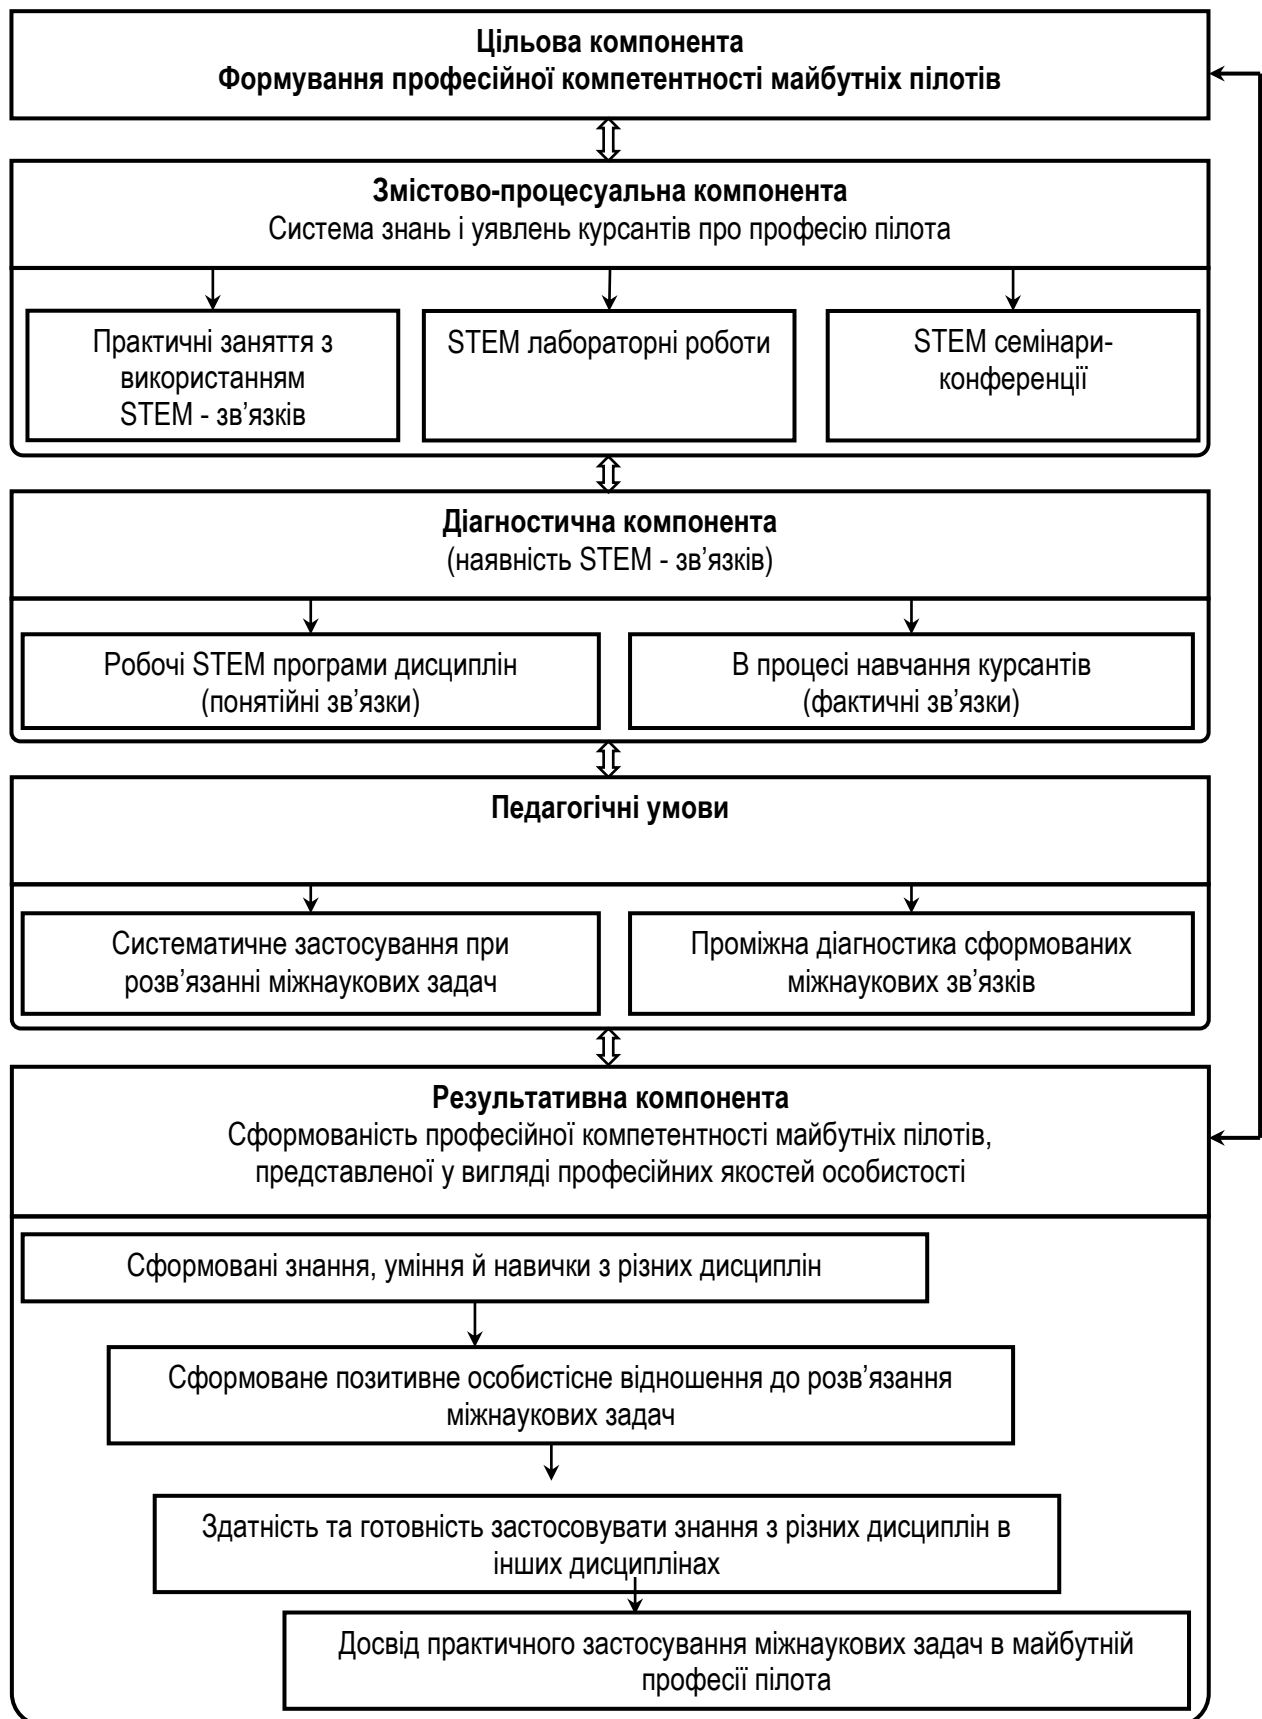 Цільова компонента
Формування професійної компетентності майбутніх пілотів
Змістово-процесуальна компонента
Система знань і уявлень курсантів про професію пілота
Практичні заняття з
використанням
STEM - зв’язків
STEM лабораторні роботи
STEM семінари-
конференції
Діагностична компонента
(наявність STEM - зв’язків)
Робочі STEM програми дисциплін
(понятійні зв’язки)
В процесі навчання курсантів
(фактичні зв’язки)
Педагогічні умови
Систематичне застосування при
розв’язанні міжнаукових задач
Проміжна діагностика сформованих
міжнаукових зв’язків
Результативна компонента
Сформованість професійної компетентності майбутніх пілотів,
представленої у вигляді професійних якостей особистості
Сформовані знання, уміння й навички з різних дисциплін
Сформоване позитивне особистісне відношення до розв’язання
міжнаукових задач
Здатність та готовність застосовувати знання з різних дисциплін в
інших дисциплінах
Досвід практичного застосування міжнаукових задач в майбутній
професії пілота